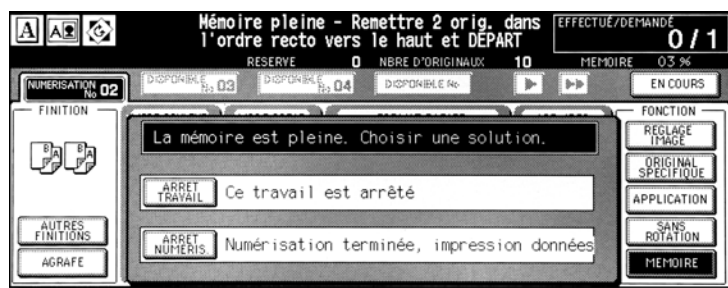 Mémoire pleine - Remettre 2 orig. dans
l'ordre recto vers le haut et DÉPART
EFFECTUÉ/DEMANDÉ
0/1
RESERVE 0 NBRE D'ORIGINAUX 10 MEMOIRE 03 %
NUMERISATION No 02
DISPONIBLE No 03
DISPONIBLE No 04
DISPONIBLE No
EN COURS
FINITION
FONCTION
La mémoire est pleine. Choisir une solution.
REGLAGE
IMAGE
ORIGINAL
SPECIFIQUE
ARRET
TRAVAIL
Ce travail est arrêté
APPLICATION
AUTRES
FINITIONS
SANS
ROTATION
ARRET
NUMERIS.
Numérisation terminée, impression données
AGRAFE
MEMOIRE